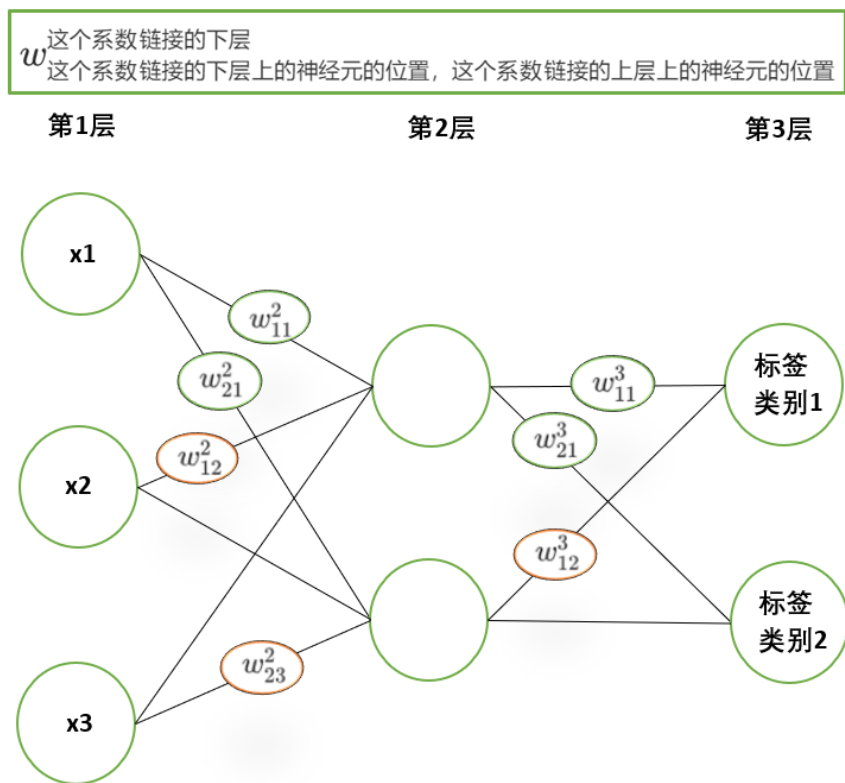 w 这个系数链接的下层
这个系数链接的下层上的神经元的位置，这个系数链接的上层上的神经元的位置
第1层 第2层 第3层
x1
w²₁₁
w²₂₁
w³₁₁
标签
类别1
w³₂₁
w²₁₂
x2
w³₁₂
标签
类别2
w²₂₃
x3